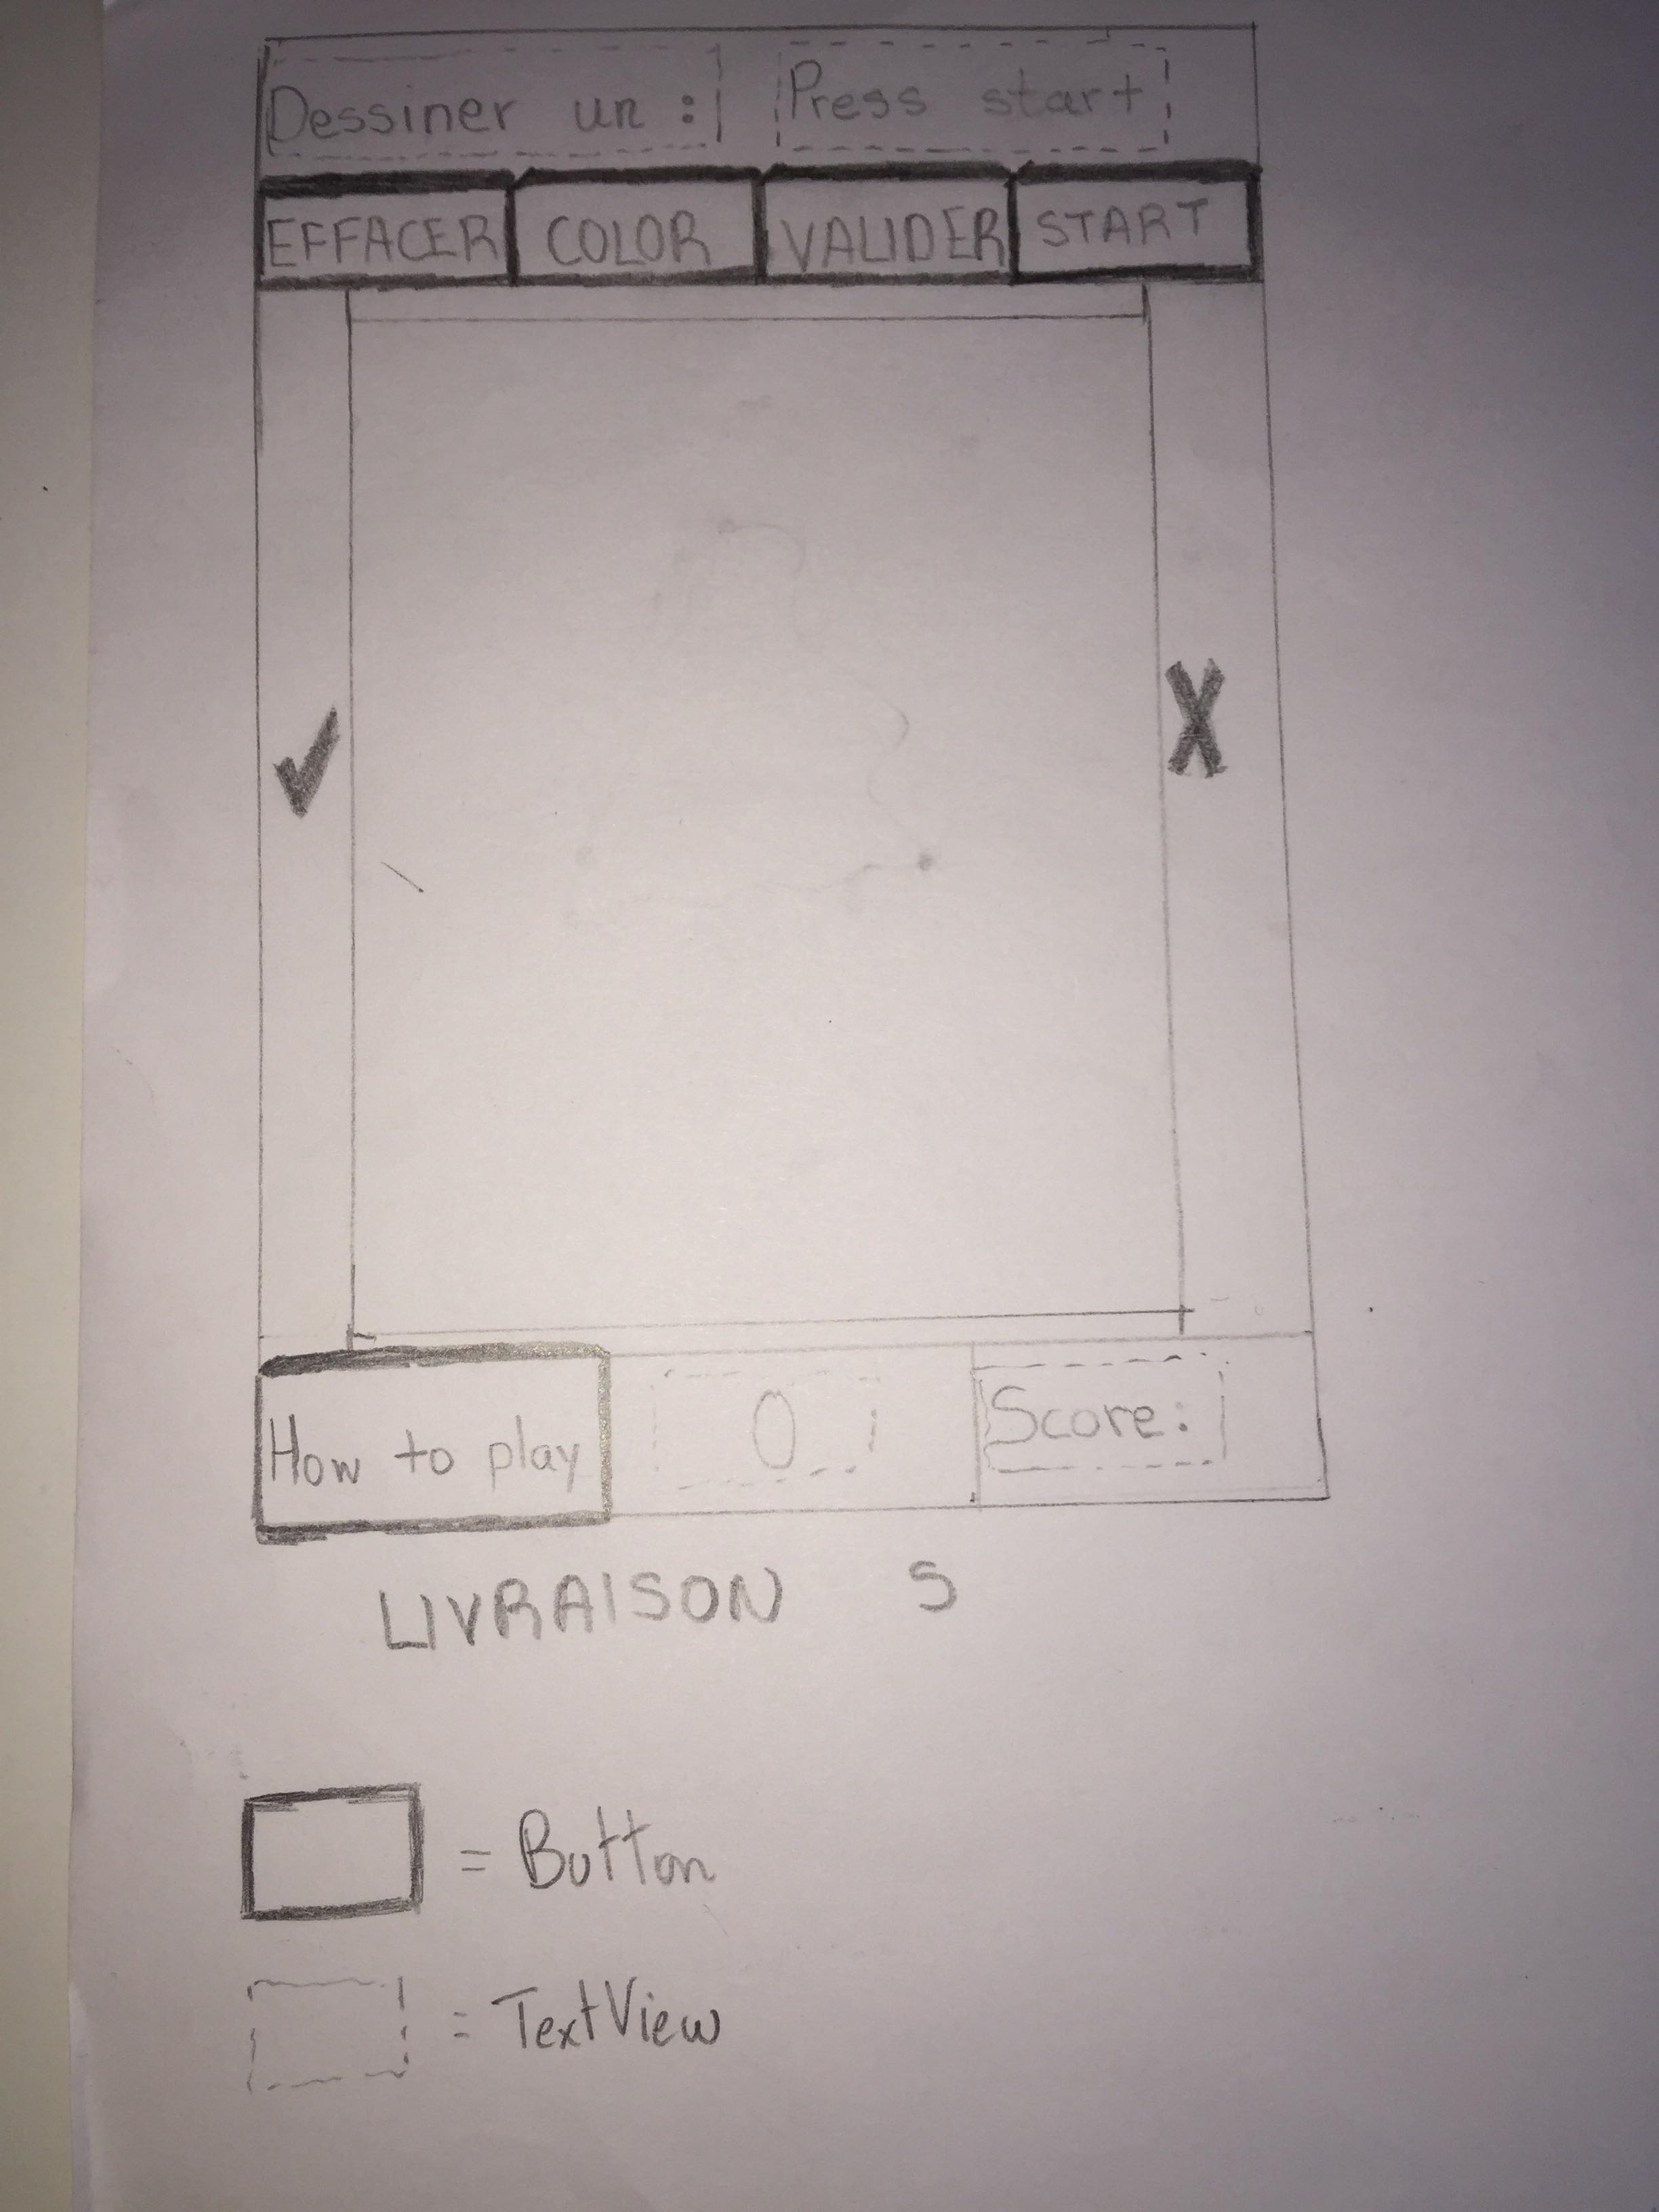 Dessiner un : Press start
EFFACER COLOR VALIDER START
✓ X
How to play 0 Score:
LIVRAISON 5
= Button
= TextView